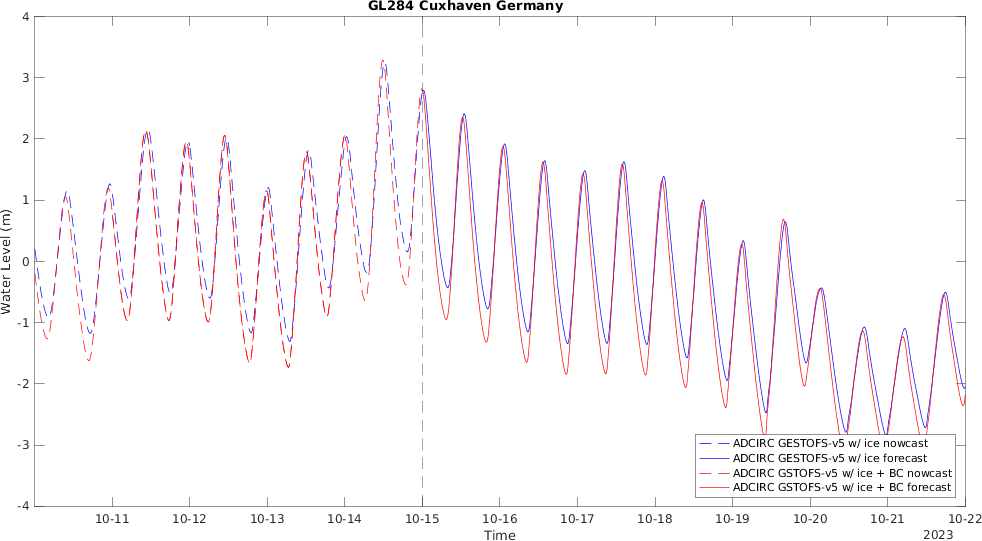 GL284 Cuxhaven Germany
4
3
2
1
0
-1
-2
-3
-4
Water Level (m)
ADCIRC GESTOFS-v5 w/ ice nowcast
ADCIRC GESTOFS-v5 w/ ice forecast
ADCIRC GSTOFS-v5 w/ ice + BC nowcast
ADCIRC GSTOFS-v5 w/ ice + BC forecast
10-11 10-12 10-13 10-14 10-15 10-16 10-17 10-18 10-19 10-20 10-21 10-22
Time
2023